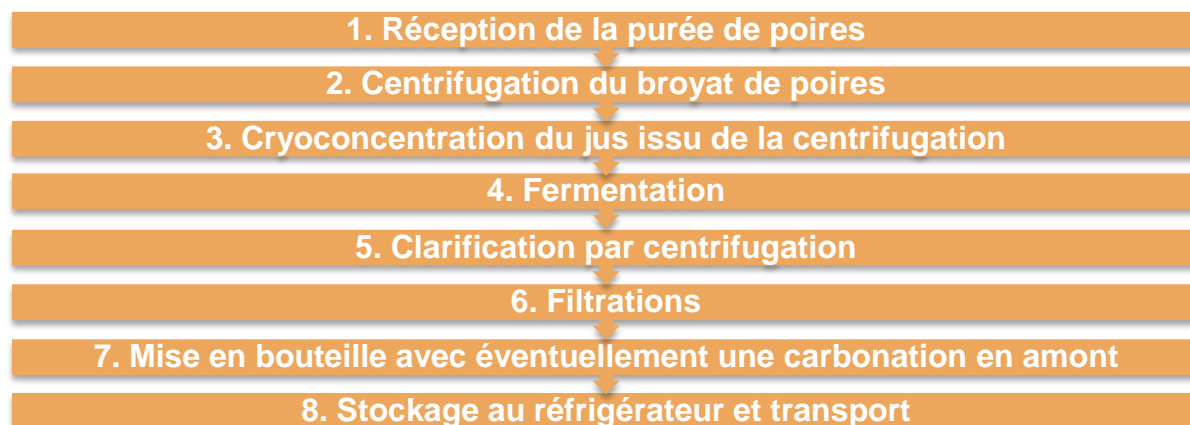 1. Réception de la purée de poires
2. Centrifugation du broyat de poires
3. Cryoconcentration du jus issu de la centrifugation
4. Fermentation
5. Clarification par centrifugation
6. Filtrations
7. Mise en bouteille avec éventuellement une carbonation en amont
8. Stockage au réfrigérateur et transport